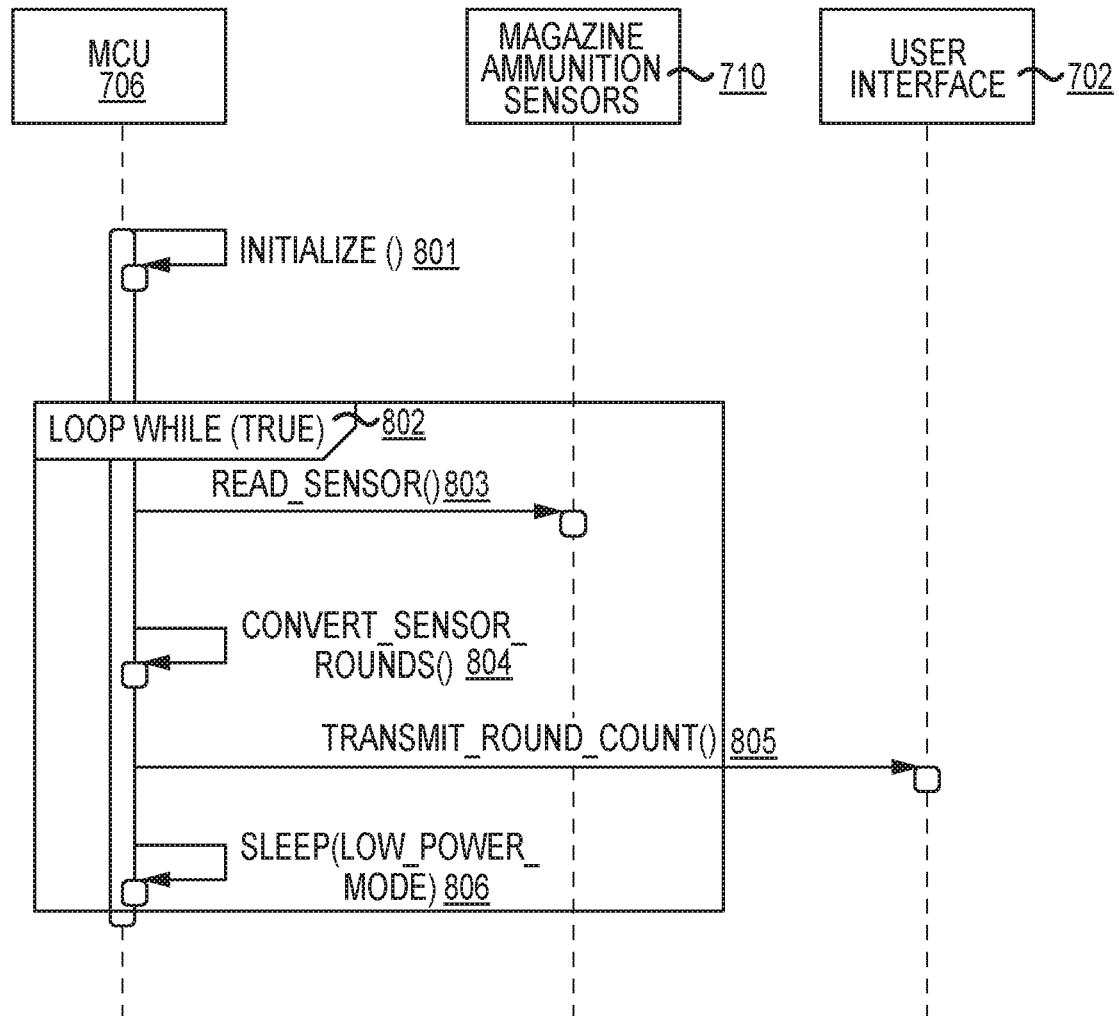 MCU
706
MAGAZINE
AMMUNITION
SENSORS
710
USER
INTERFACE
702
INITIALIZE () 801
LOOP WHILE (TRUE) 802
READ_SENSOR() 803
CONVERT_SENSOR_
ROUNDS() 804
TRANSMIT_ROUND_COUNT() 805
SLEEP(LOW_POWER_
MODE) 806